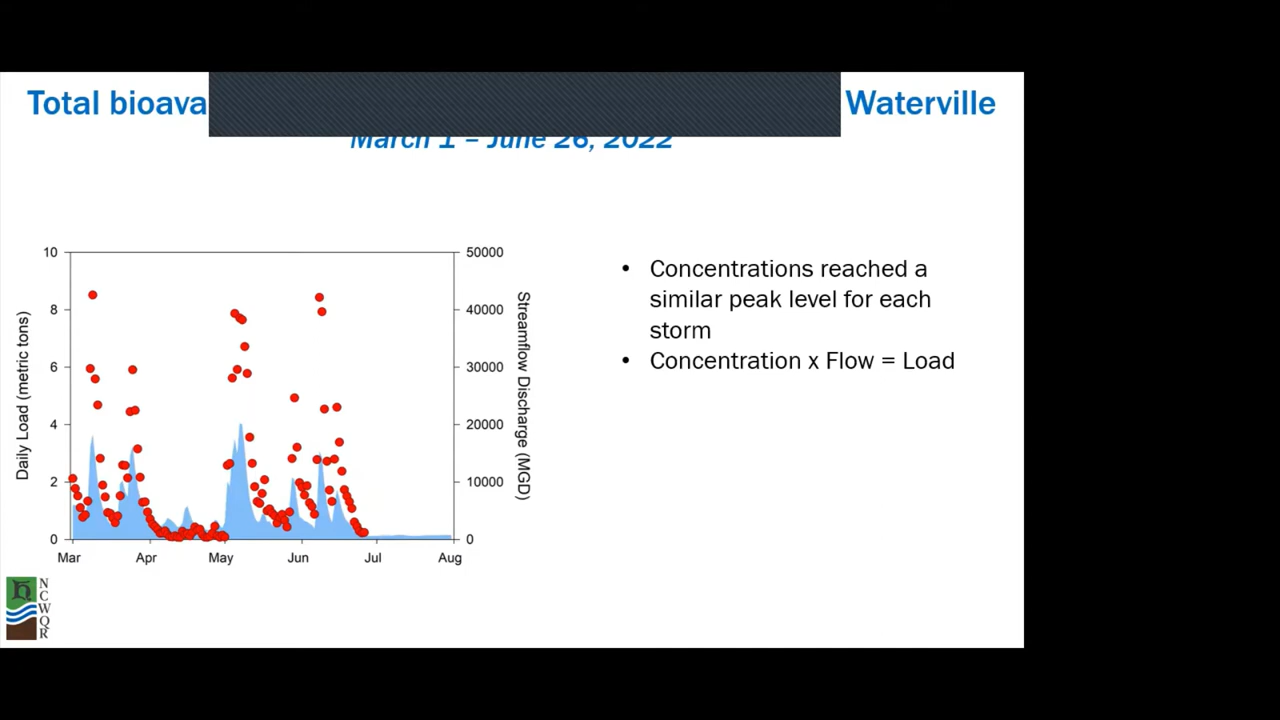 Total bioava Waterville
March 1 – June 26, 2022
10
8
6
4
2
0
Daily Load (metric tons)
50000
40000
30000
20000
10000
0
Streamflow Discharge (MGD)
Mar Apr May Jun Jul Aug
• Concentrations reached a
similar peak level for each
storm
• Concentration x Flow = Load
N
C
W
Q
R